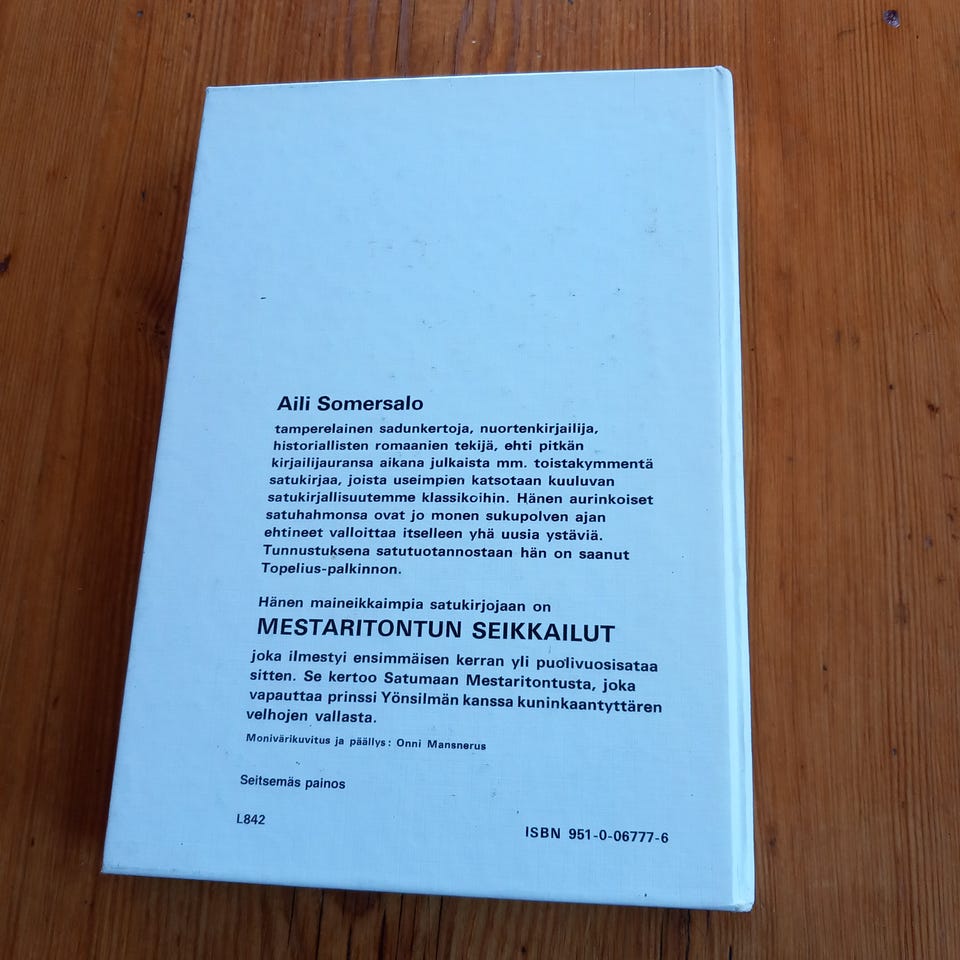 Aili Somersalo
tamperelainen sadunkertoja, nuortenkirjailija,
historiallisten romaanien tekijä, ehti pitkän
kirjailijauransa aikana julkaista mm. toistakymmentä
satukirjaa, joista useimpien katsotaan kuuluvan
satukirjallisuutemme klassikoihin. Hänen aurinkoiset
satuhahmonsa ovat jo monen sukupolven ajan
ehtineet valloittaa itselleen yhä uusia ystäviä.
Tunnustuksena satutuotannostaan hän on saanut
Topelius-palkinnon.
Hänen maineikkaimpia satukirjojaan on
MESTARITONTUN SEIKKAILUT
joka ilmestyi ensimmäisen kerran yli puolivuosisataa
sitten. Se kertoo Satumaan Mestaritontusta, joka
vapauttaa prinssi Yönsilmän kanssa kuninkaantyttären
velhojen vallasta.
Monivärikuvitus ja päällys: Onni Mansnerus
Seitsemäs painos
L842
ISBN 951-0-06777-6